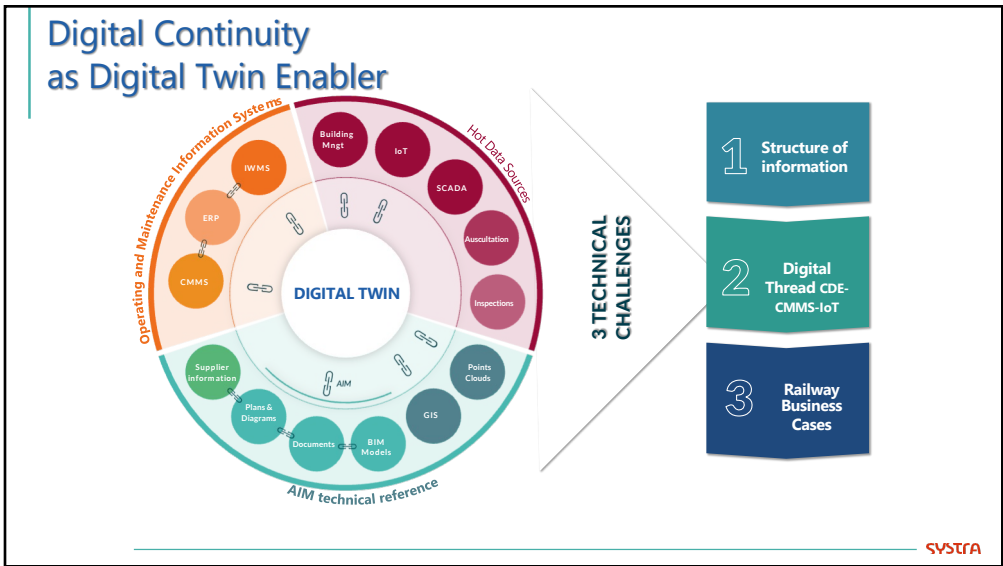 Digital Continuity
as Digital Twin Enabler
Operating and Maintenance Information Systems
IWMS
ERP
CMMS
Hot Data Sources
Building
Mngt
IoT
SCADA
Auscultation
Inspections
DIGITAL TWIN
AIM
Supplier
information
Plans &
Diagrams
Documents
BIM
Models
GIS
Points
Clouds
AIM technical reference
3 TECHNICAL
CHALLENGES
1
Structure of
information
2
Digital
Thread CDE-
CMMS-IoT
3
Railway
Business
Cases
SYSTRA